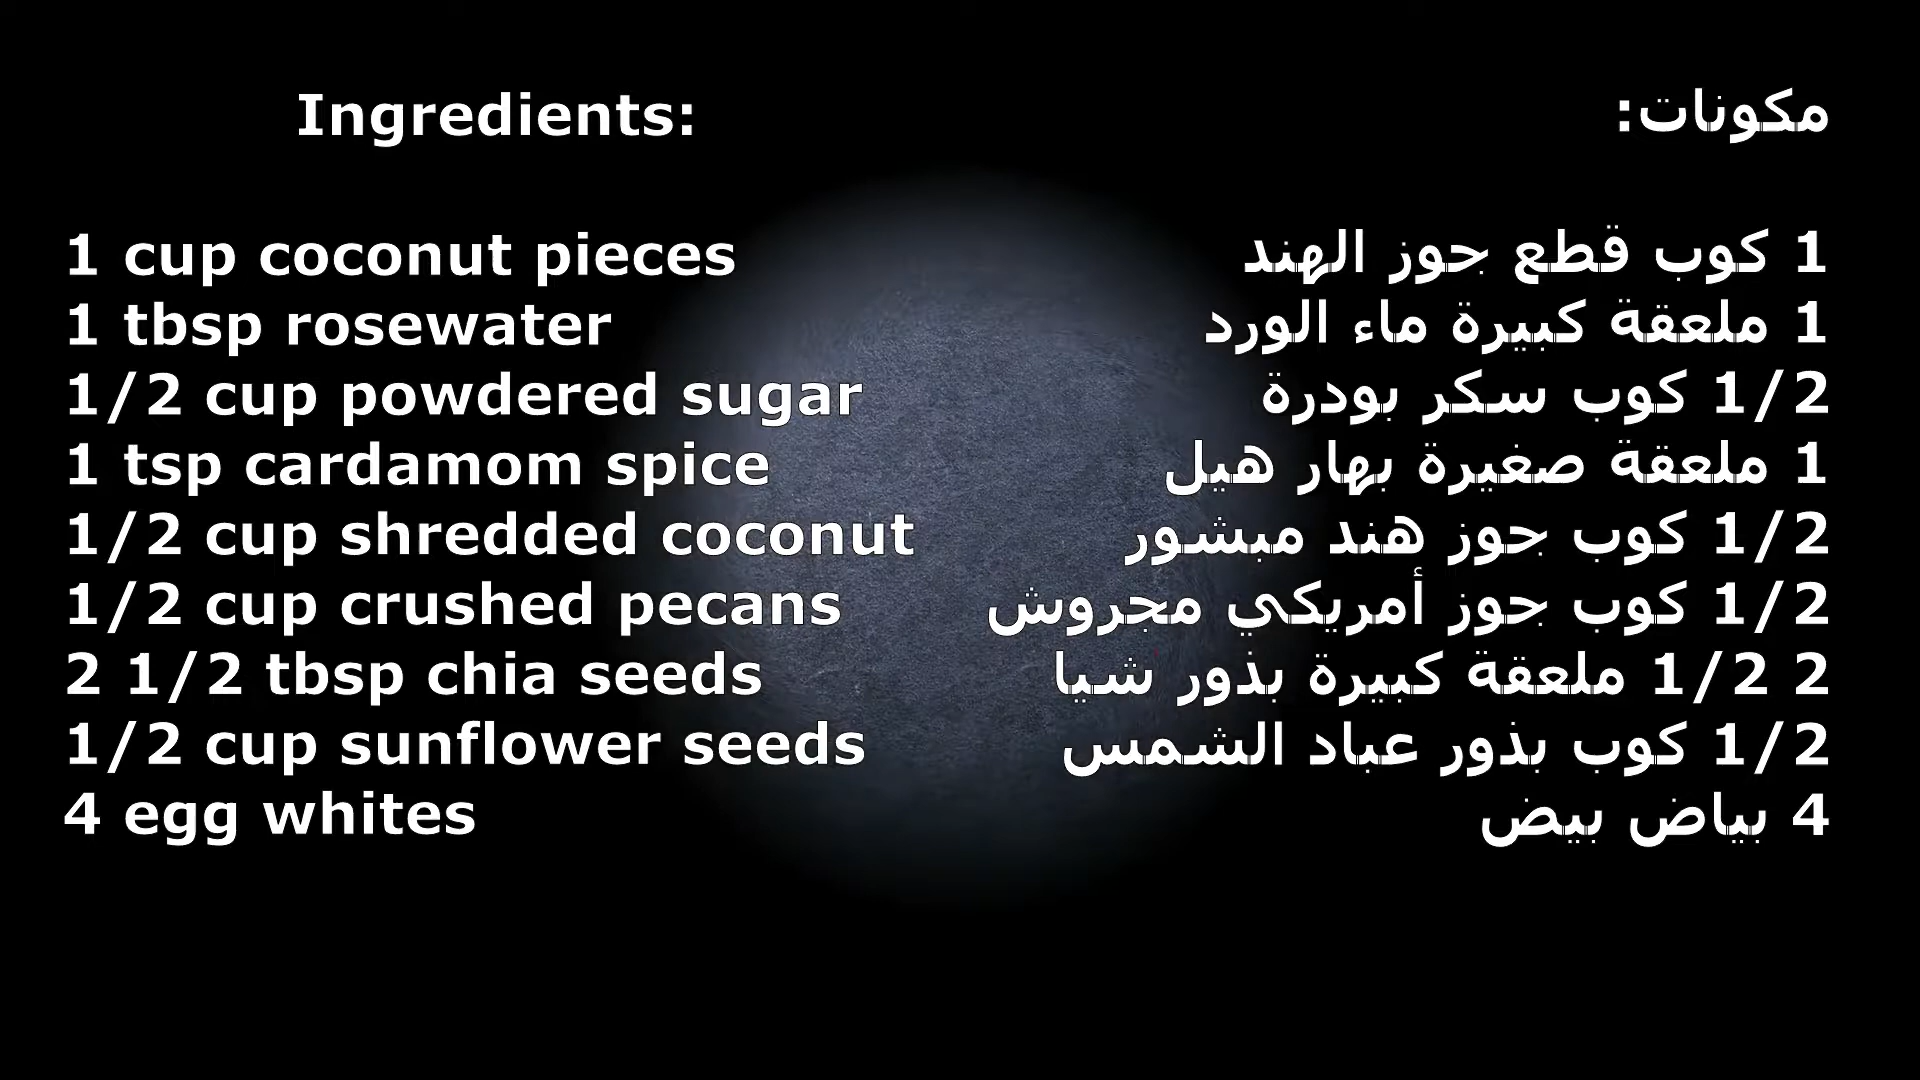 Ingredients:
1 cup coconut pieces
1 tbsp rosewater
1/2 cup powdered sugar
1 tsp cardamom spice
1/2 cup shredded coconut
1/2 cup crushed pecans
2 1/2 tbsp chia seeds
1/2 cup sunflower seeds
4 egg whites
مكونات:
1 كوب قطع جوز الهند
1 ملعقة كبيرة ماء الورد
1/2 كوب سكر بودرة
1 ملعقة صغيرة بهار هيل
1/2 كوب جوز هند مبشور
1/2 كوب جوز أمريكي مجروش
2 1/2 ملعقة كبيرة بذور شيا
1/2 كوب بذور عباد الشمس
4 بياض بيض